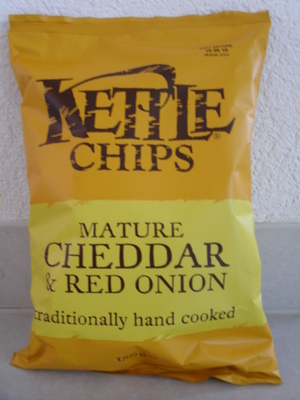 KETTLE®
CHIPS
MATURE
CHEDDAR
& RED ONION
traditionally hand cooked